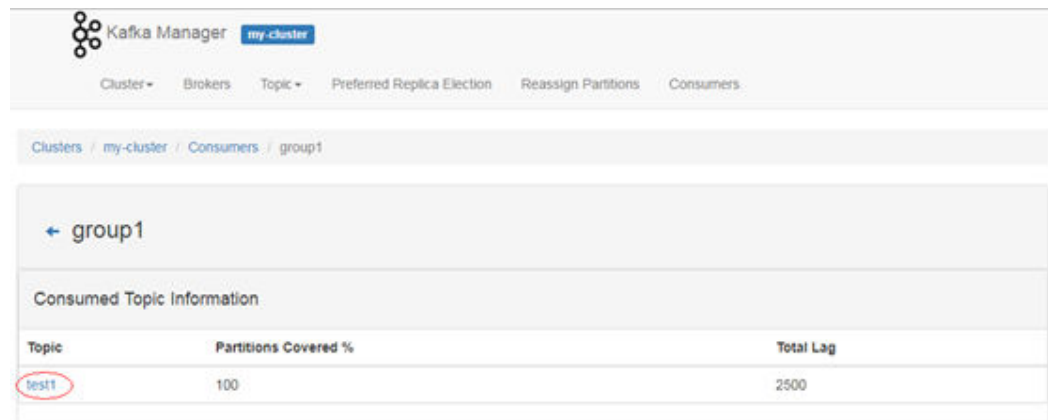 Kafka Manager my-cluster
Cluster Brokers Topic Preferred Replica Election Reassign Partitions Consumers
Clusters / my-cluster / Consumers / group1
← group1
Consumed Topic Information
Topic Partitions Covered % Total Lag
test1 100 2500